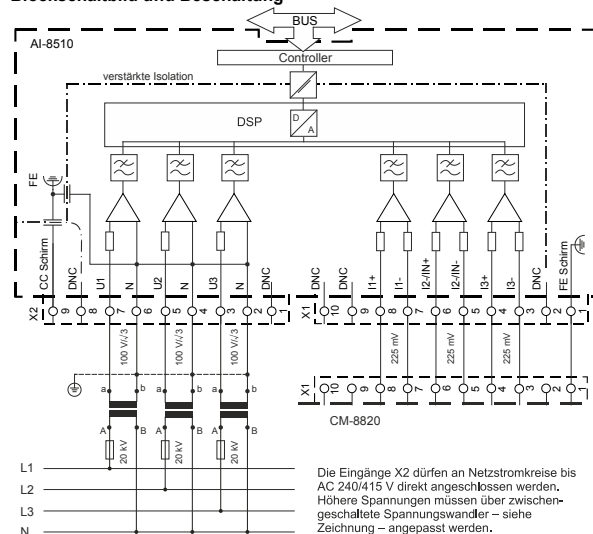 Blockschaltbild und Beschaltung
BUS
AI-8510
Controller
verstärkte Isolation
DSP
D
A
FE
CC Schirm
DNC
U1
N
U2
N
U3
N
DNC
DNC
DNC
I1+
I1-
I2-/IN+
I2-/IN-
I3+
I3-
DNC
FE Schirm
X2
9
8
7
6
5
4
3
2
1
X1
10
9
8
7
6
5
4
3
2
1
100 V/√3
100 V/√3
100 V/√3
225 mV
225 mV
225 mV
X1
10
9
8
7
6
5
4
3
2
1
CM-8820
a
b
a
b
a
b
A
B
A
B
A
B
20 kV
20 kV
20 kV
L1
L2
L3
N
Die Eingänge X2 dürfen an Netzstromkreise bis
AC 240/415 V direkt angeschlossen werden.
Höhere Spannungen müssen über zwischen-
geschaltete Spannungswandler – siehe
Zeichnung – angepasst werden.